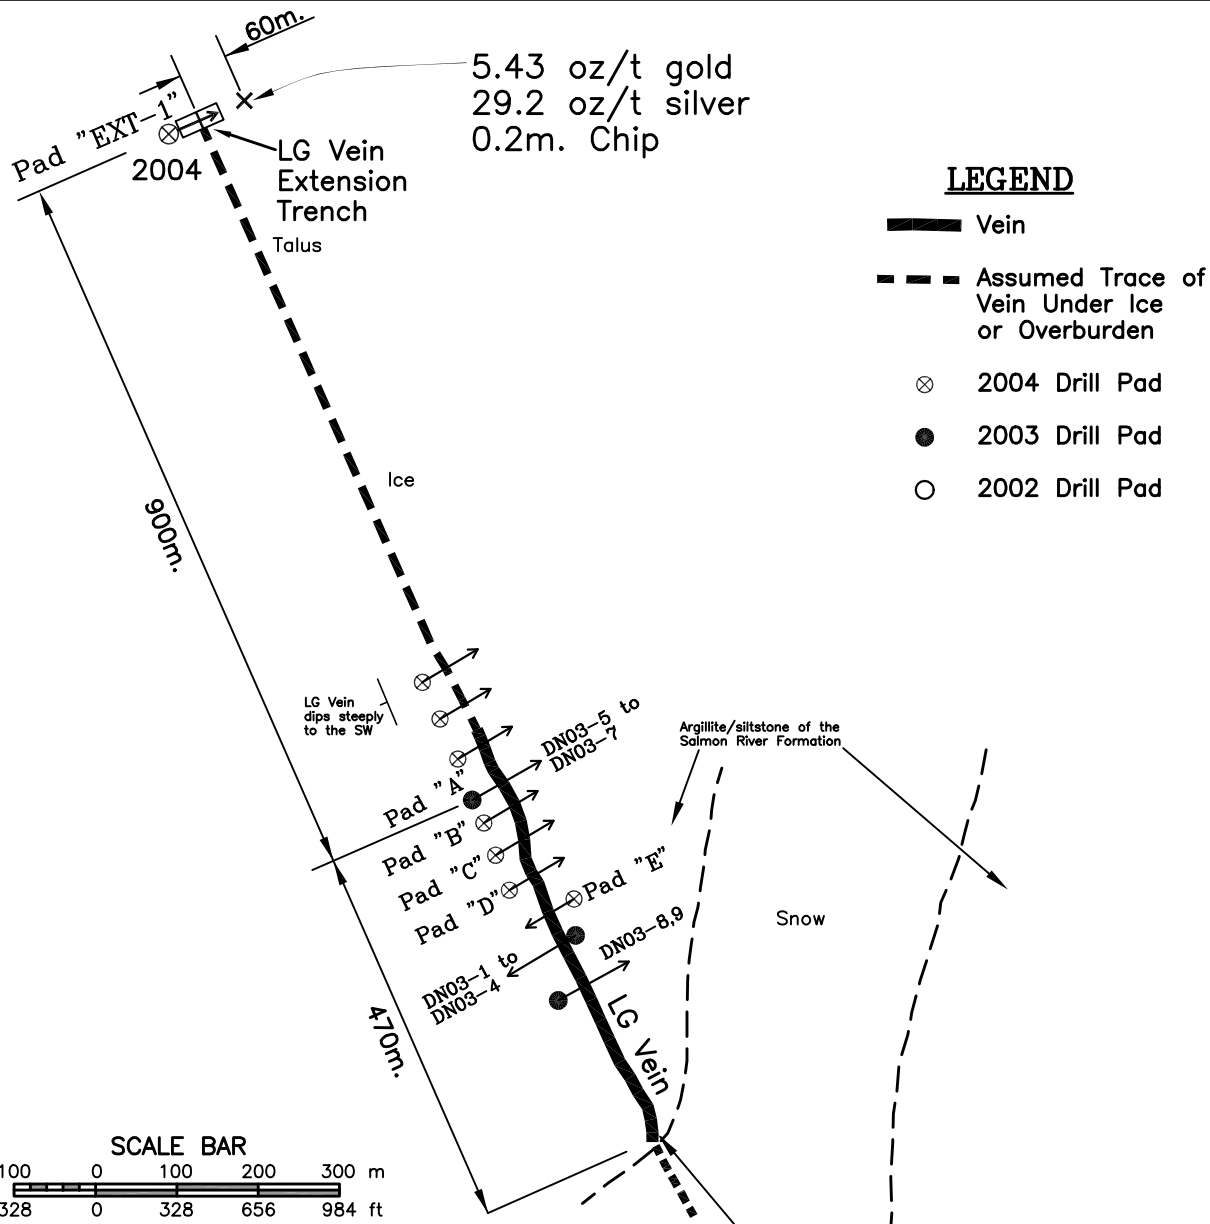 60m.
5.43 oz/t gold
29.2 oz/t silver
0.2m. Chip
Pad "EXT-1"
2004
LG Vein
Extension
Trench
Talus
LEGEND
Vein
Assumed Trace of
Vein Under Ice
or Overburden
2004 Drill Pad
2003 Drill Pad
2002 Drill Pad
Ice
900m.
LG Vein
dips steeply
to the SW
DN03-5 to
DN03-7
Argillite/siltstone of the
Salmon River Formation
Pad "A"
Pad "B"
Pad "C"
Pad "D"
Pad "E"
Snow
DN03-8,9
DN03-1 to
DN03-4
LG Vein
470m.
SCALE BAR
100 0 100 200 300 m
328 0 328 656 984 ft